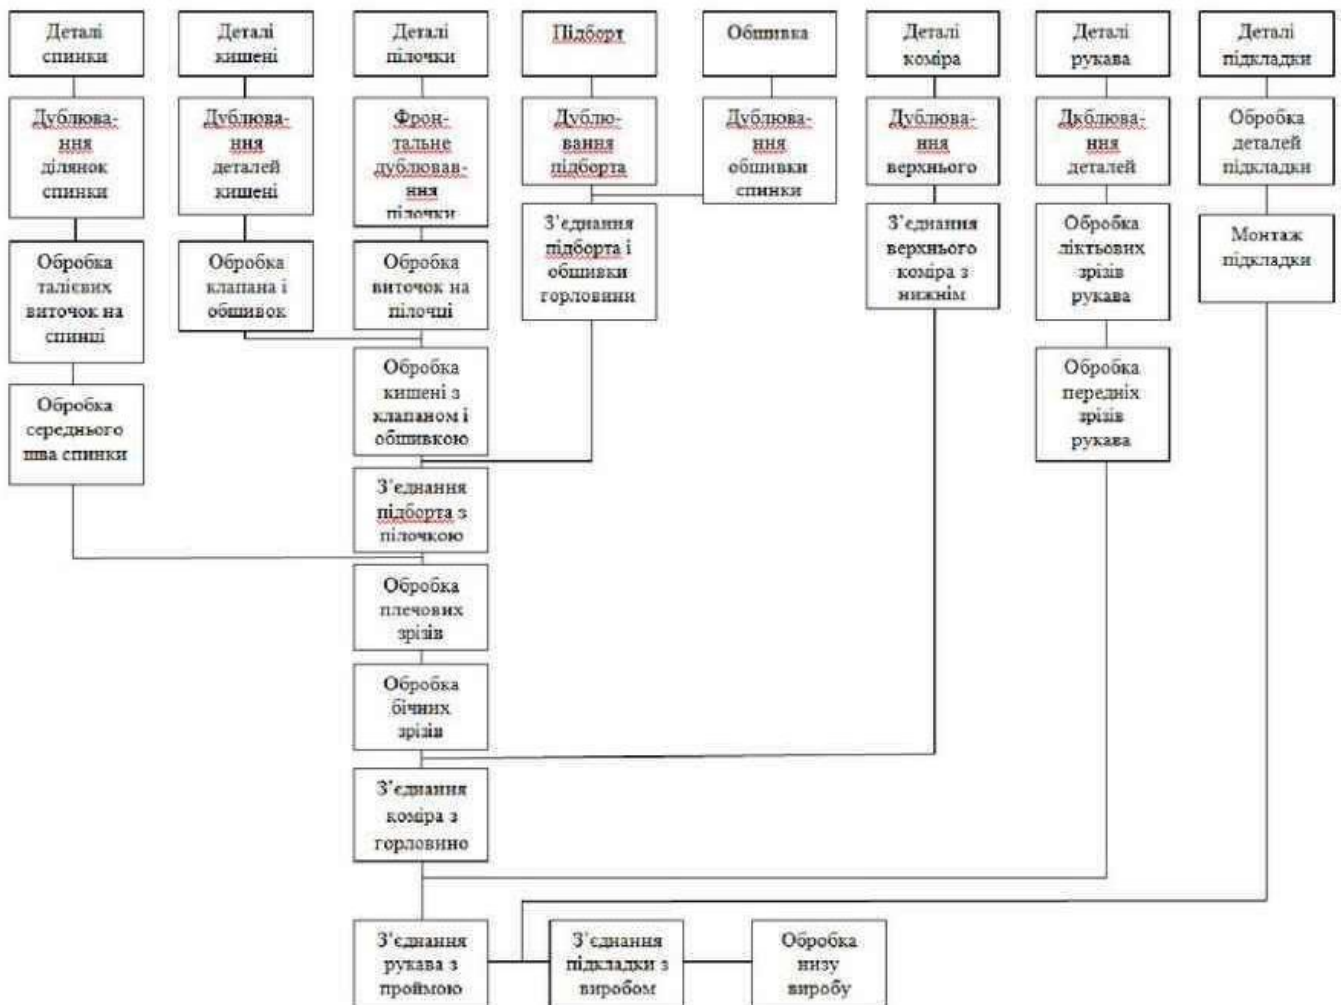 Деталі
спинки
Деталі
кишені
Деталі
пілочки
Підборт
Обшивка
Деталі
коміра
Деталі
рукава
Деталі
підкладки
Дублюва-
ння
ділянок
спинки
Дублюва-
ння
деталей
кишені
Фрон-
тальне
дублював-
ння
пілочки
Дублю-
вання
підборта
Дублюва-
ння
обшивки
спинки
Дублюва-
ння
верхнього
Дкблюва-
ння
деталей
Обробка
деталей
підкладки
Обробка
талієвих
виточок на
спинці
Обробка
клапана і
обшивок
Обробка
виточок на
пілочці
З'єднання
підборта і
обшивки
горловини
З'єднання
верхнього
коміра з
нижнім
Обробка
ліктьових
зрізів
рукава
Монтаж
підкладки
Обробка
середнього
шва спинки
Обробка
кишені з
клапаном і
обшивкою
Обробка
передніх
зрізів
рукава
З'єднання
підборта з
пілочкою
Обробка
плечових
зрізів
Обробка
бічних
зрізів
З'єднання
коміра з
горловино
З'єднання
рукава з
проймою
З'єднання
підкладки з
виробом
Обробка
низу
виробу